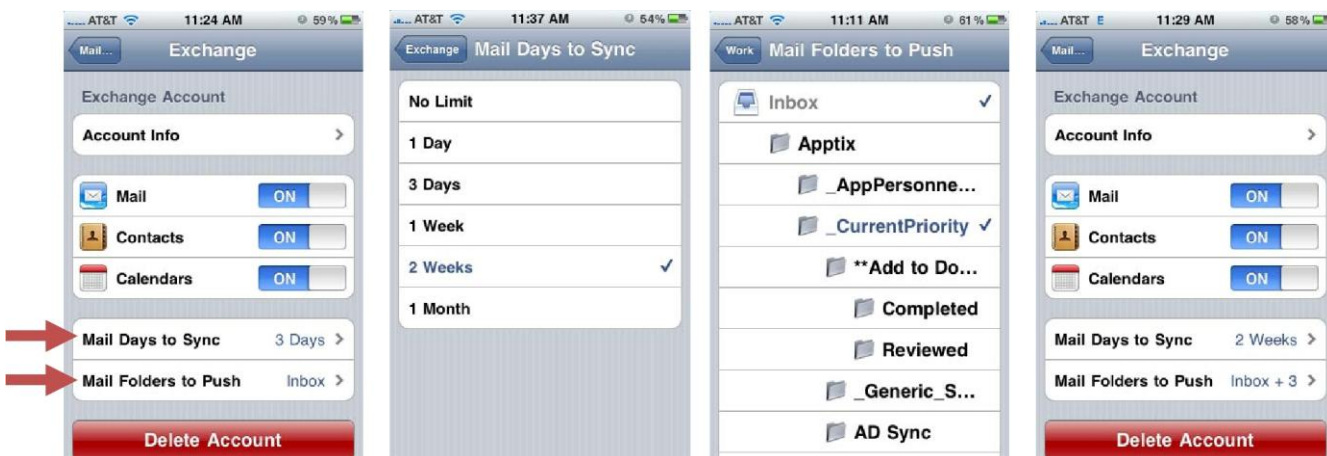 AT&T 11:24 AM 59%
Mail... Exchange
Exchange Account
Account Info
Mail ON
Contacts ON
Calendars ON
Mail Days to Sync 3 Days
Mail Folders to Push Inbox
Delete Account
AT&T 11:37 AM 54%
Exchange Mail Days to Sync
No Limit
1 Day
3 Days
1 Week
2 Weeks
1 Month
AT&T 11:11 AM 61%
Work Mail Folders to Push
Inbox
Apptix
_AppPersonne...
_CurrentPriority
**Add to Do...
Completed
Reviewed
_Generic_S...
AD Sync
AT&T E 11:29 AM 58%
Mail... Exchange
Exchange Account
Account Info
Mail ON
Contacts ON
Calendars ON
Mail Days to Sync 2 Weeks
Mail Folders to Push Inbox + 3
Delete Account